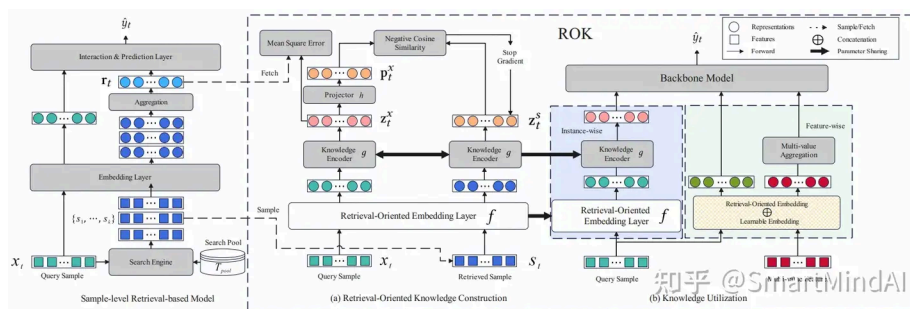 ŷₜ
Interaction & Prediction Layer
rₜ
Aggregation
Embedding Layer
{s₁, ⋯, sᵢ}
Search Pool
Xₜ
Search Engine
Tpool
Query Sample
Sample-level Retrieval-based Model
Fetch
Sample
ROK
Mean Square Error
Negative Cosine
Similarity
Stop
Gradient
pₜˣ
Projector h
zₜˣ
zₜˢ
Knowledge
Encoder g
Knowledge
Encoder g
Retrieval-Oriented Embedding Layer f
Xₜ
Sₜ
Query Sample
Retrieved Sample
(a) Retrieval-Oriented Knowledge Construction
Representations
Features
Forward
Sample/Fetch
Concatenation
Parameter Sharing
ŷₜ
Backbone Model
Instance-wise
Feature-wise
Knowledge
Encoder g
Multi-value
Aggregation
Retrieval-Oriented
Embedding Layer f
Retrieval-Oriented Embedding
⊕
Learnable Embedding
Query Sample
(b) Knowledge Utilization
知乎 @SmartMindAI